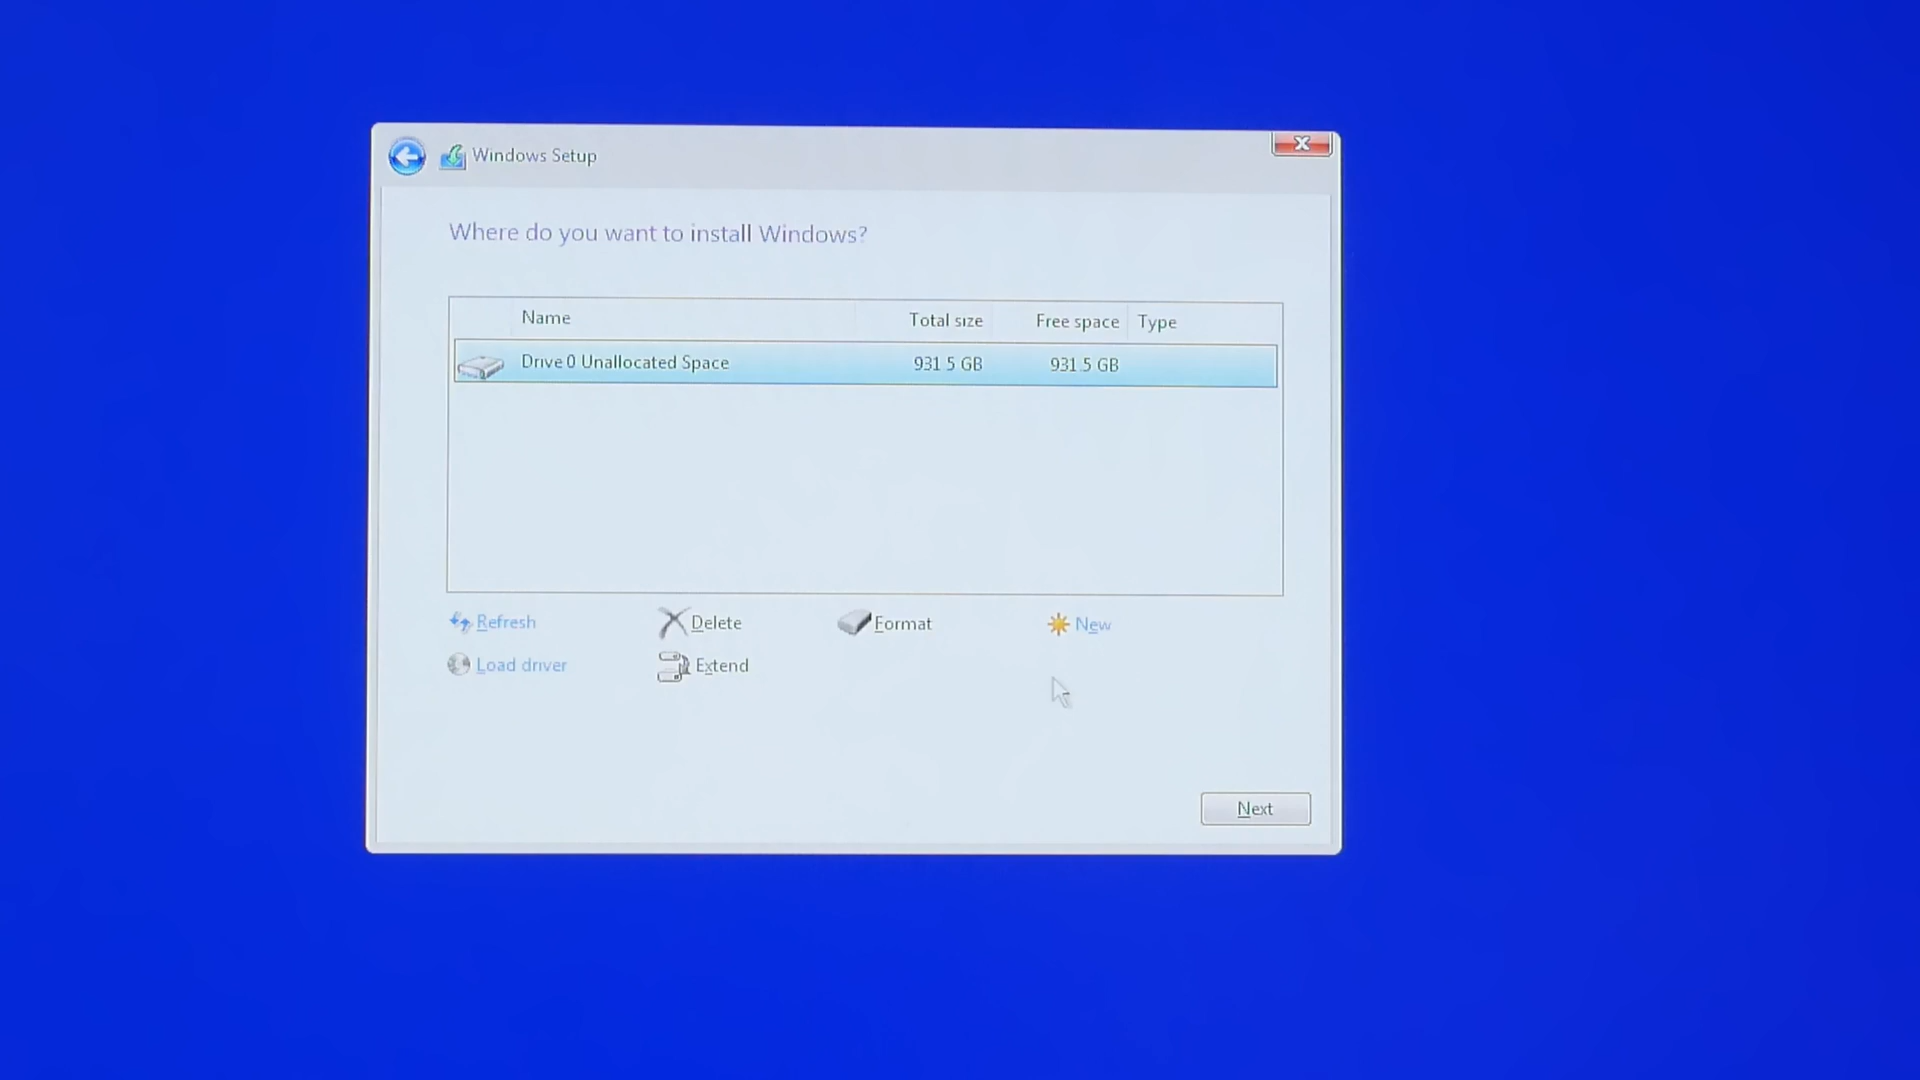 Windows Setup
Where do you want to install Windows?
Name Total size Free space Type
Drive 0 Unallocated Space 931.5 GB 931.5 GB
Refresh Delete Format New
Load driver Extend
Next